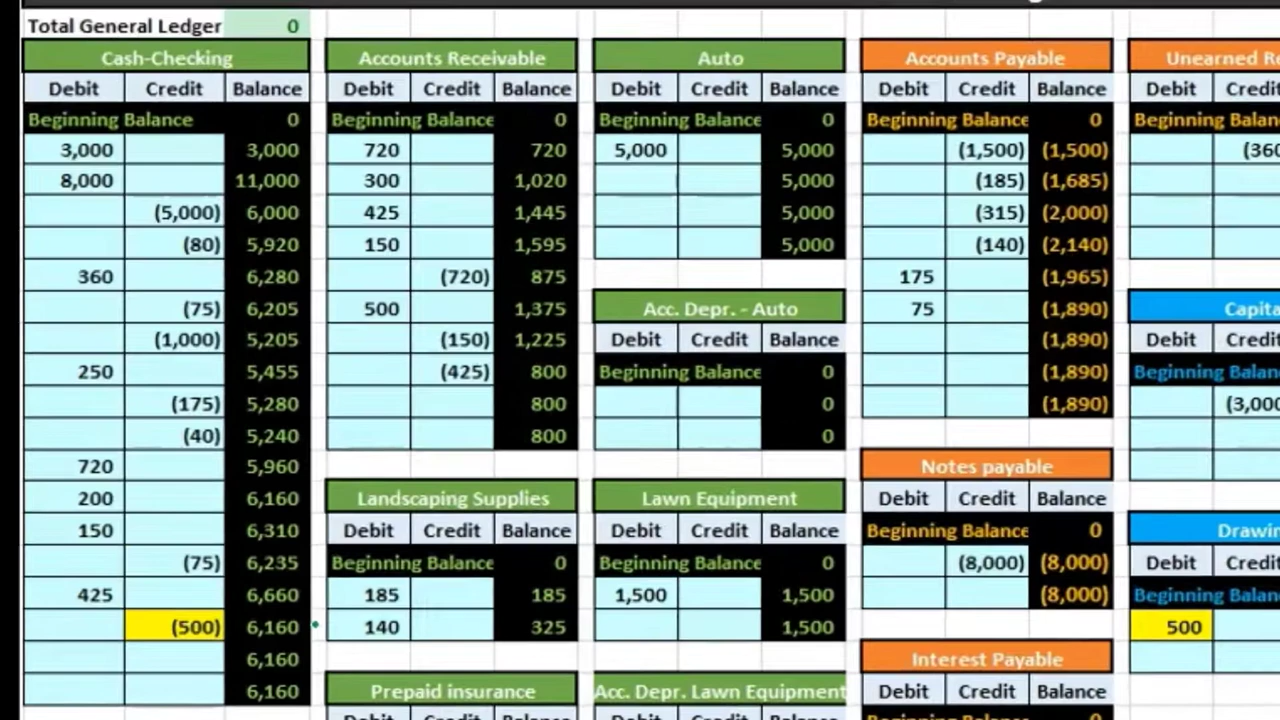 Total General Ledger 0
Cash-Checking Accounts Receivable Auto Accounts Payable Unearned
Debit Credit Balance Debit Credit Balance Debit Credit Balance Debit Credit Balance Debit
Beginning Balance 0 Beginning Balance 0 Beginning Balance 0 Beginning Balance 0 Beginning
3,000 3,000 720 720 5,000 5,000 (1,500) (1,500)
8,000 11,000 300 1,020 5,000 (185) (1,685)
(5,000) 6,000 425 1,445 5,000 (315) (2,000)
(80) 5,920 150 1,595 5,000 (140) (2,140)
360 6,280 (720) 875 175 (1,965)
(75) 6,205 500 1,375 Acc. Depr. - Auto 75 (1,890)
(1,000) 5,205 (150) 1,225 Debit Credit Balance (1,890) Debit
250 5,455 (425) 800 Beginning Balance 0 (1,890) Beginning
(175) 5,280 800 0 (1,890)
(40) 5,240 800 0
720 5,960 Notes payable
200 6,160 Landscaping Supplies Lawn Equipment Debit Credit Balance
150 6,310 Debit Credit Balance Debit Credit Balance Beginning Balance 0
(75) 6,235 Beginning Balance 0 Beginning Balance 0 (8,000) (8,000) Debit
425 6,660 185 185 1,500 1,500 (8,000) Beginning
(500) 6,160 140 325 1,500 500
6,160 Interest Payable
6,160 Prepaid insurance Acc. Depr. Lawn Equipment Debit Credit Balance